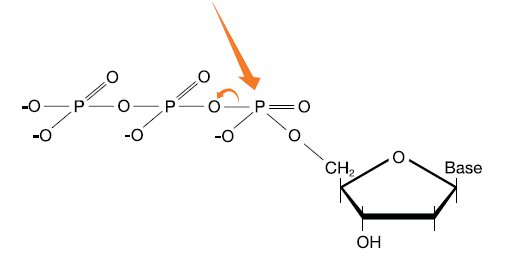 O O
-O P O P O P O
-O -O -O O
CH2 O Base
OH